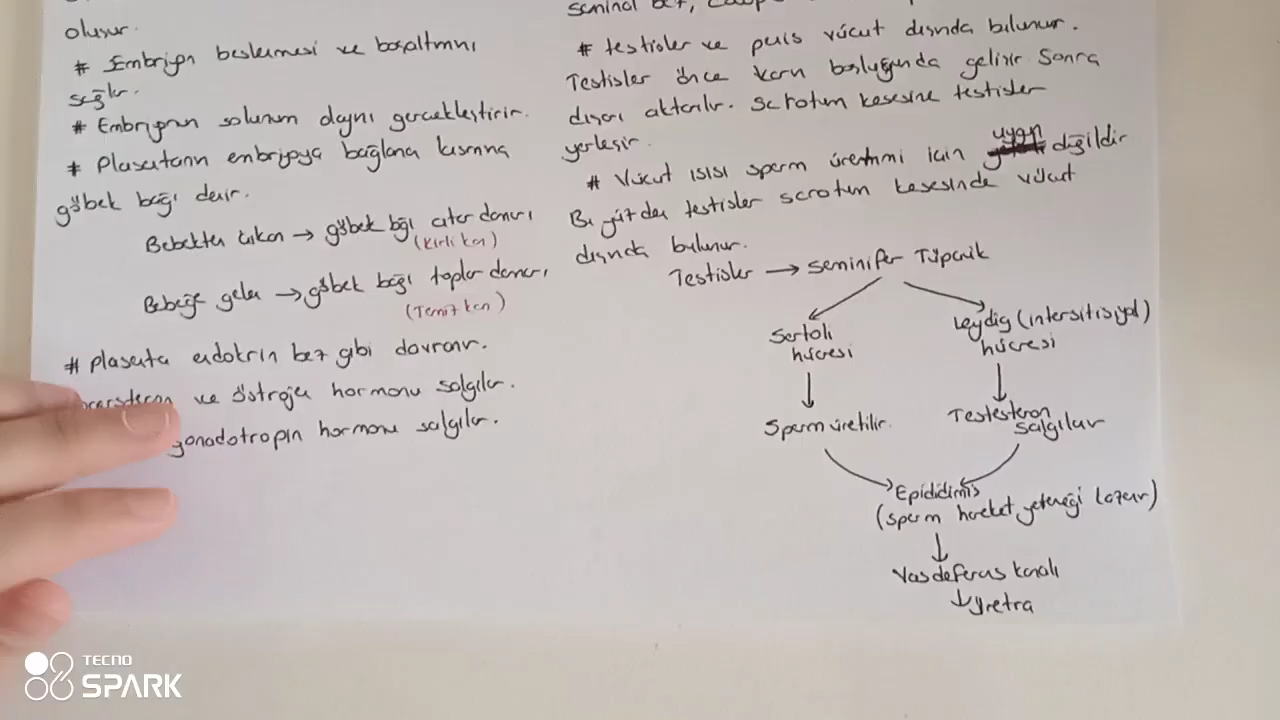 oluşur.
# Embriyon beslenmesi ve boşaltımını
sağlar.
# Embriyonun solunum olayını gerçekleştirir.
# Plasentanın embriyoya bağlana kısmına
göbek bağı denir.
Bebekten çıkan → göbek bağı atar damarı
(Kirli kan)
Bebeğe gelen → göbek bağı toplar damarı
(Temiz kan)
# Plasenta endokrin bez gibi davranır.
ve östrojen hormonu salgılar.
gonadotropin hormonu salgılar.
seminal bez,
# testisler ve penis vücut dışında bulunur.
Testisler önce karın boşluğunda gelişir sonra
dışarı aktarılır. scrotum kesesine testisler
yerleşir.
# Vücut ısısı sperm üretimi için uygun değildir
Bu yüzden testisler scrotum kesesinde vücut
dışında bulunur.
Testisler → Seminifer Tüpçük
Sertoli
hücresi
Leydig (intersitisiyal)
hücresi
Sperm üretilir.
Testesteron
salgılar
Epididimis
(sperm hareket yeteneği kazanır)
Vas deferens kanalı
↓ üretra
TECNO
SPARK